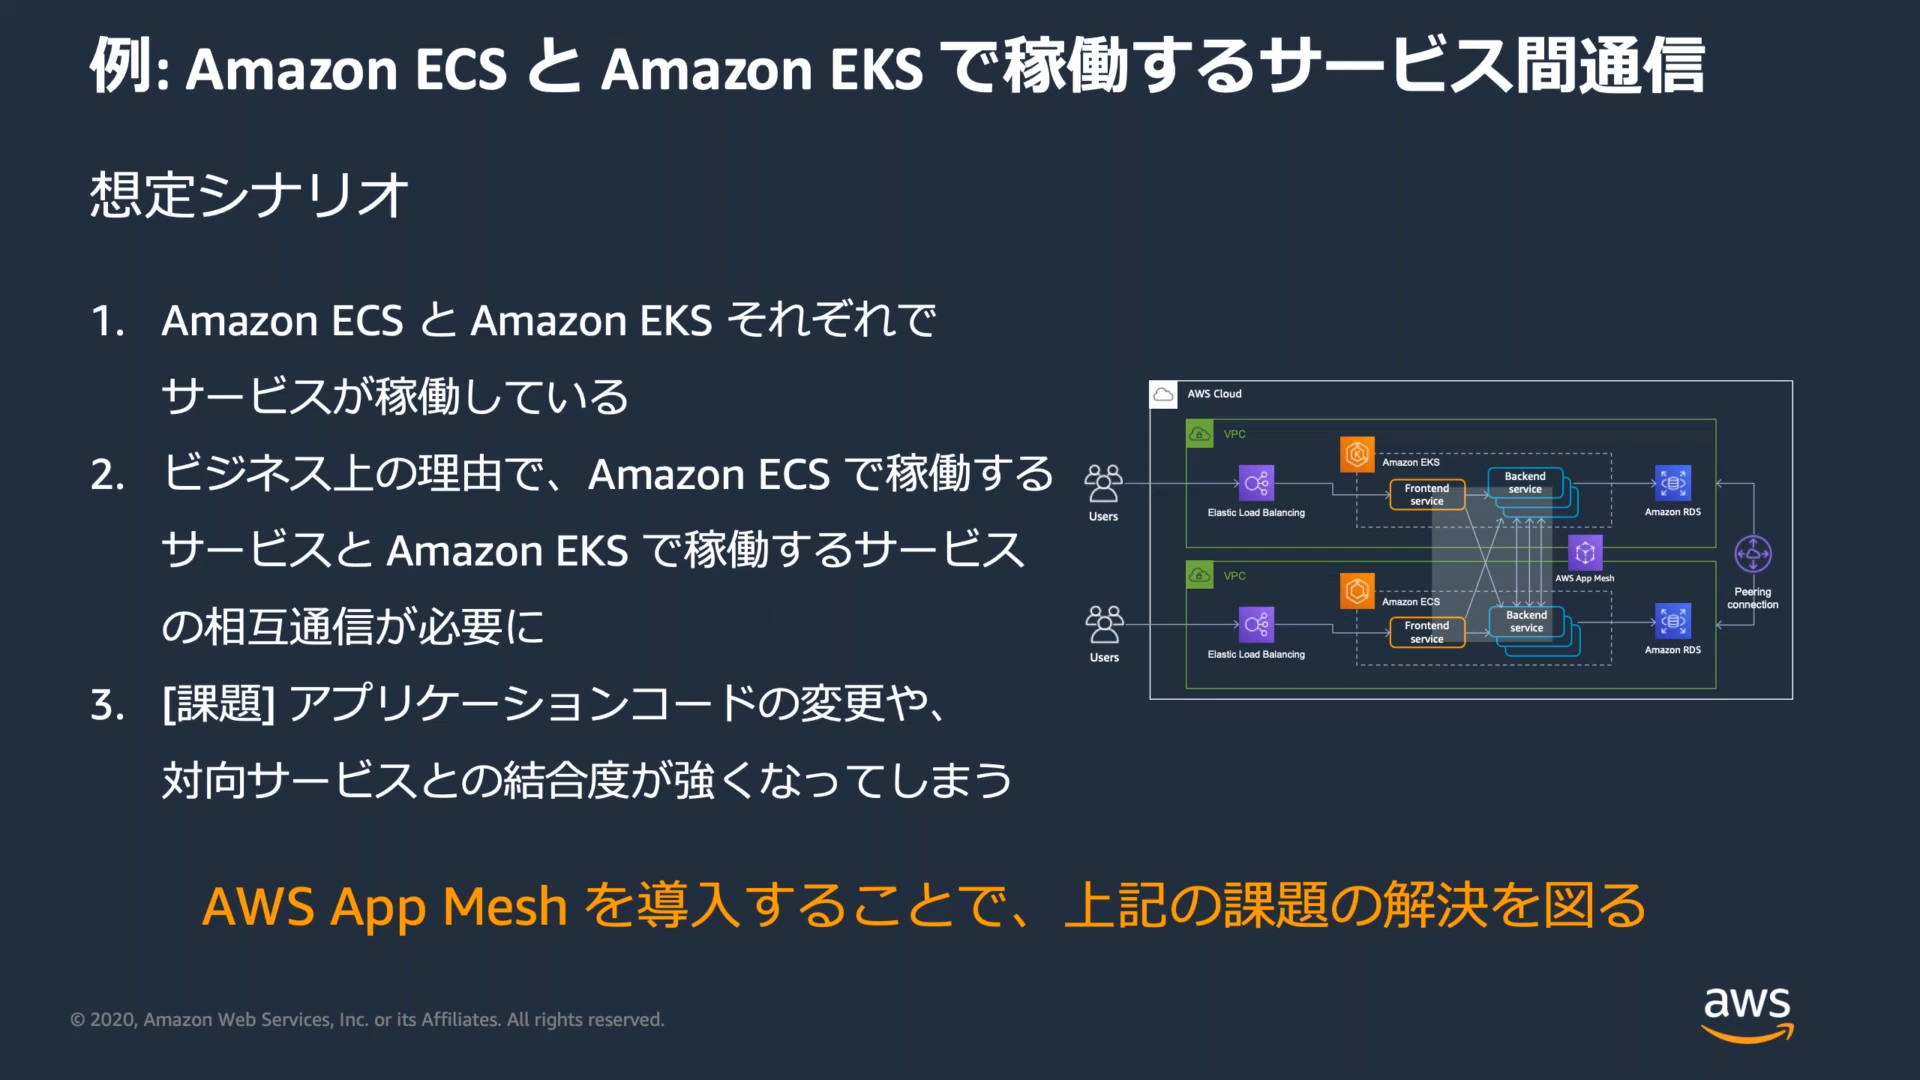 例: Amazon ECS と Amazon EKS で稼働するサービス間通信
想定シナリオ
1. Amazon ECS と Amazon EKS それぞれで
サービスが稼働している
2. ビジネス上の理由で、Amazon ECS で稼働する
サービスと Amazon EKS で稼働するサービス
の相互通信が必要に
3. [課題] アプリケーションコードの変更や、
対向サービスとの結合度が強くなってしまう
AWS Cloud
VPC
Amazon EKS
Users
Elastic Load Balancing
Frontend
service
Backend
service
Amazon RDS
AWS App Mesh
Peering
connection
VPC
Amazon ECS
Users
Elastic Load Balancing
Frontend
service
Backend
service
Amazon RDS
AWS App Mesh を導入することで、上記の課題の解決を図る
© 2020, Amazon Web Services, Inc. or its Affiliates. All rights reserved.
aws